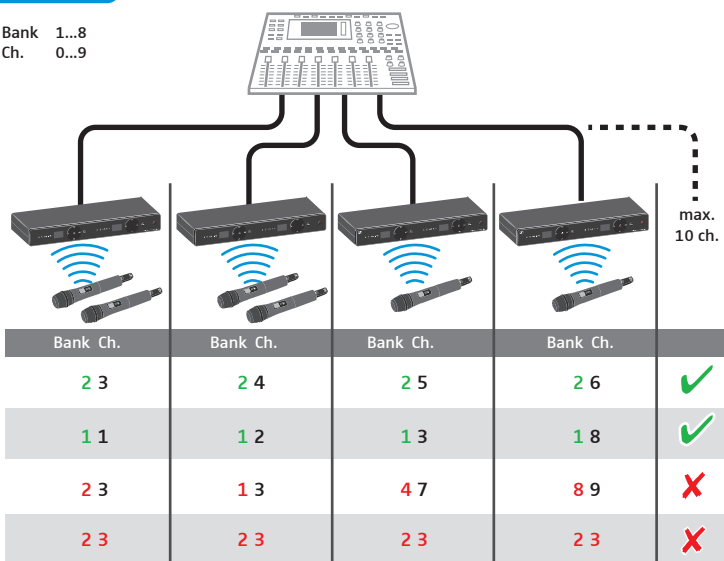 Bank 1...8
Ch. 0...9
max.
10 ch.
Bank Ch. Bank Ch. Bank Ch. Bank Ch.
2 3 2 4 2 5 2 6
1 1 1 2 1 3 1 8
2 3 1 3 4 7 8 9
2 3 2 3 2 3 2 3